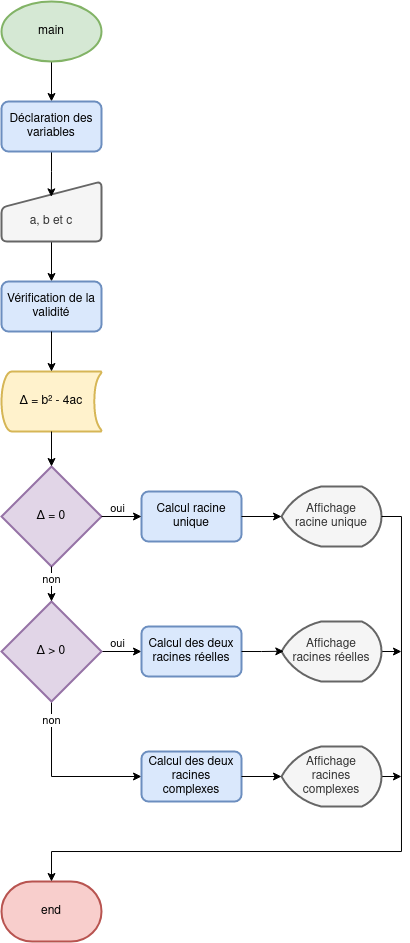 main
Déclaration des
variables
a, b et c
Vérification de la
validité
Δ = b² - 4ac
Δ = 0
oui
Calcul racine
unique
Affichage
racine unique
non
Δ > 0
oui
Calcul des deux
racines réelles
Affichage
racines réelles
non
Calcul des deux
racines
complexes
Affichage
racines
complexes
end